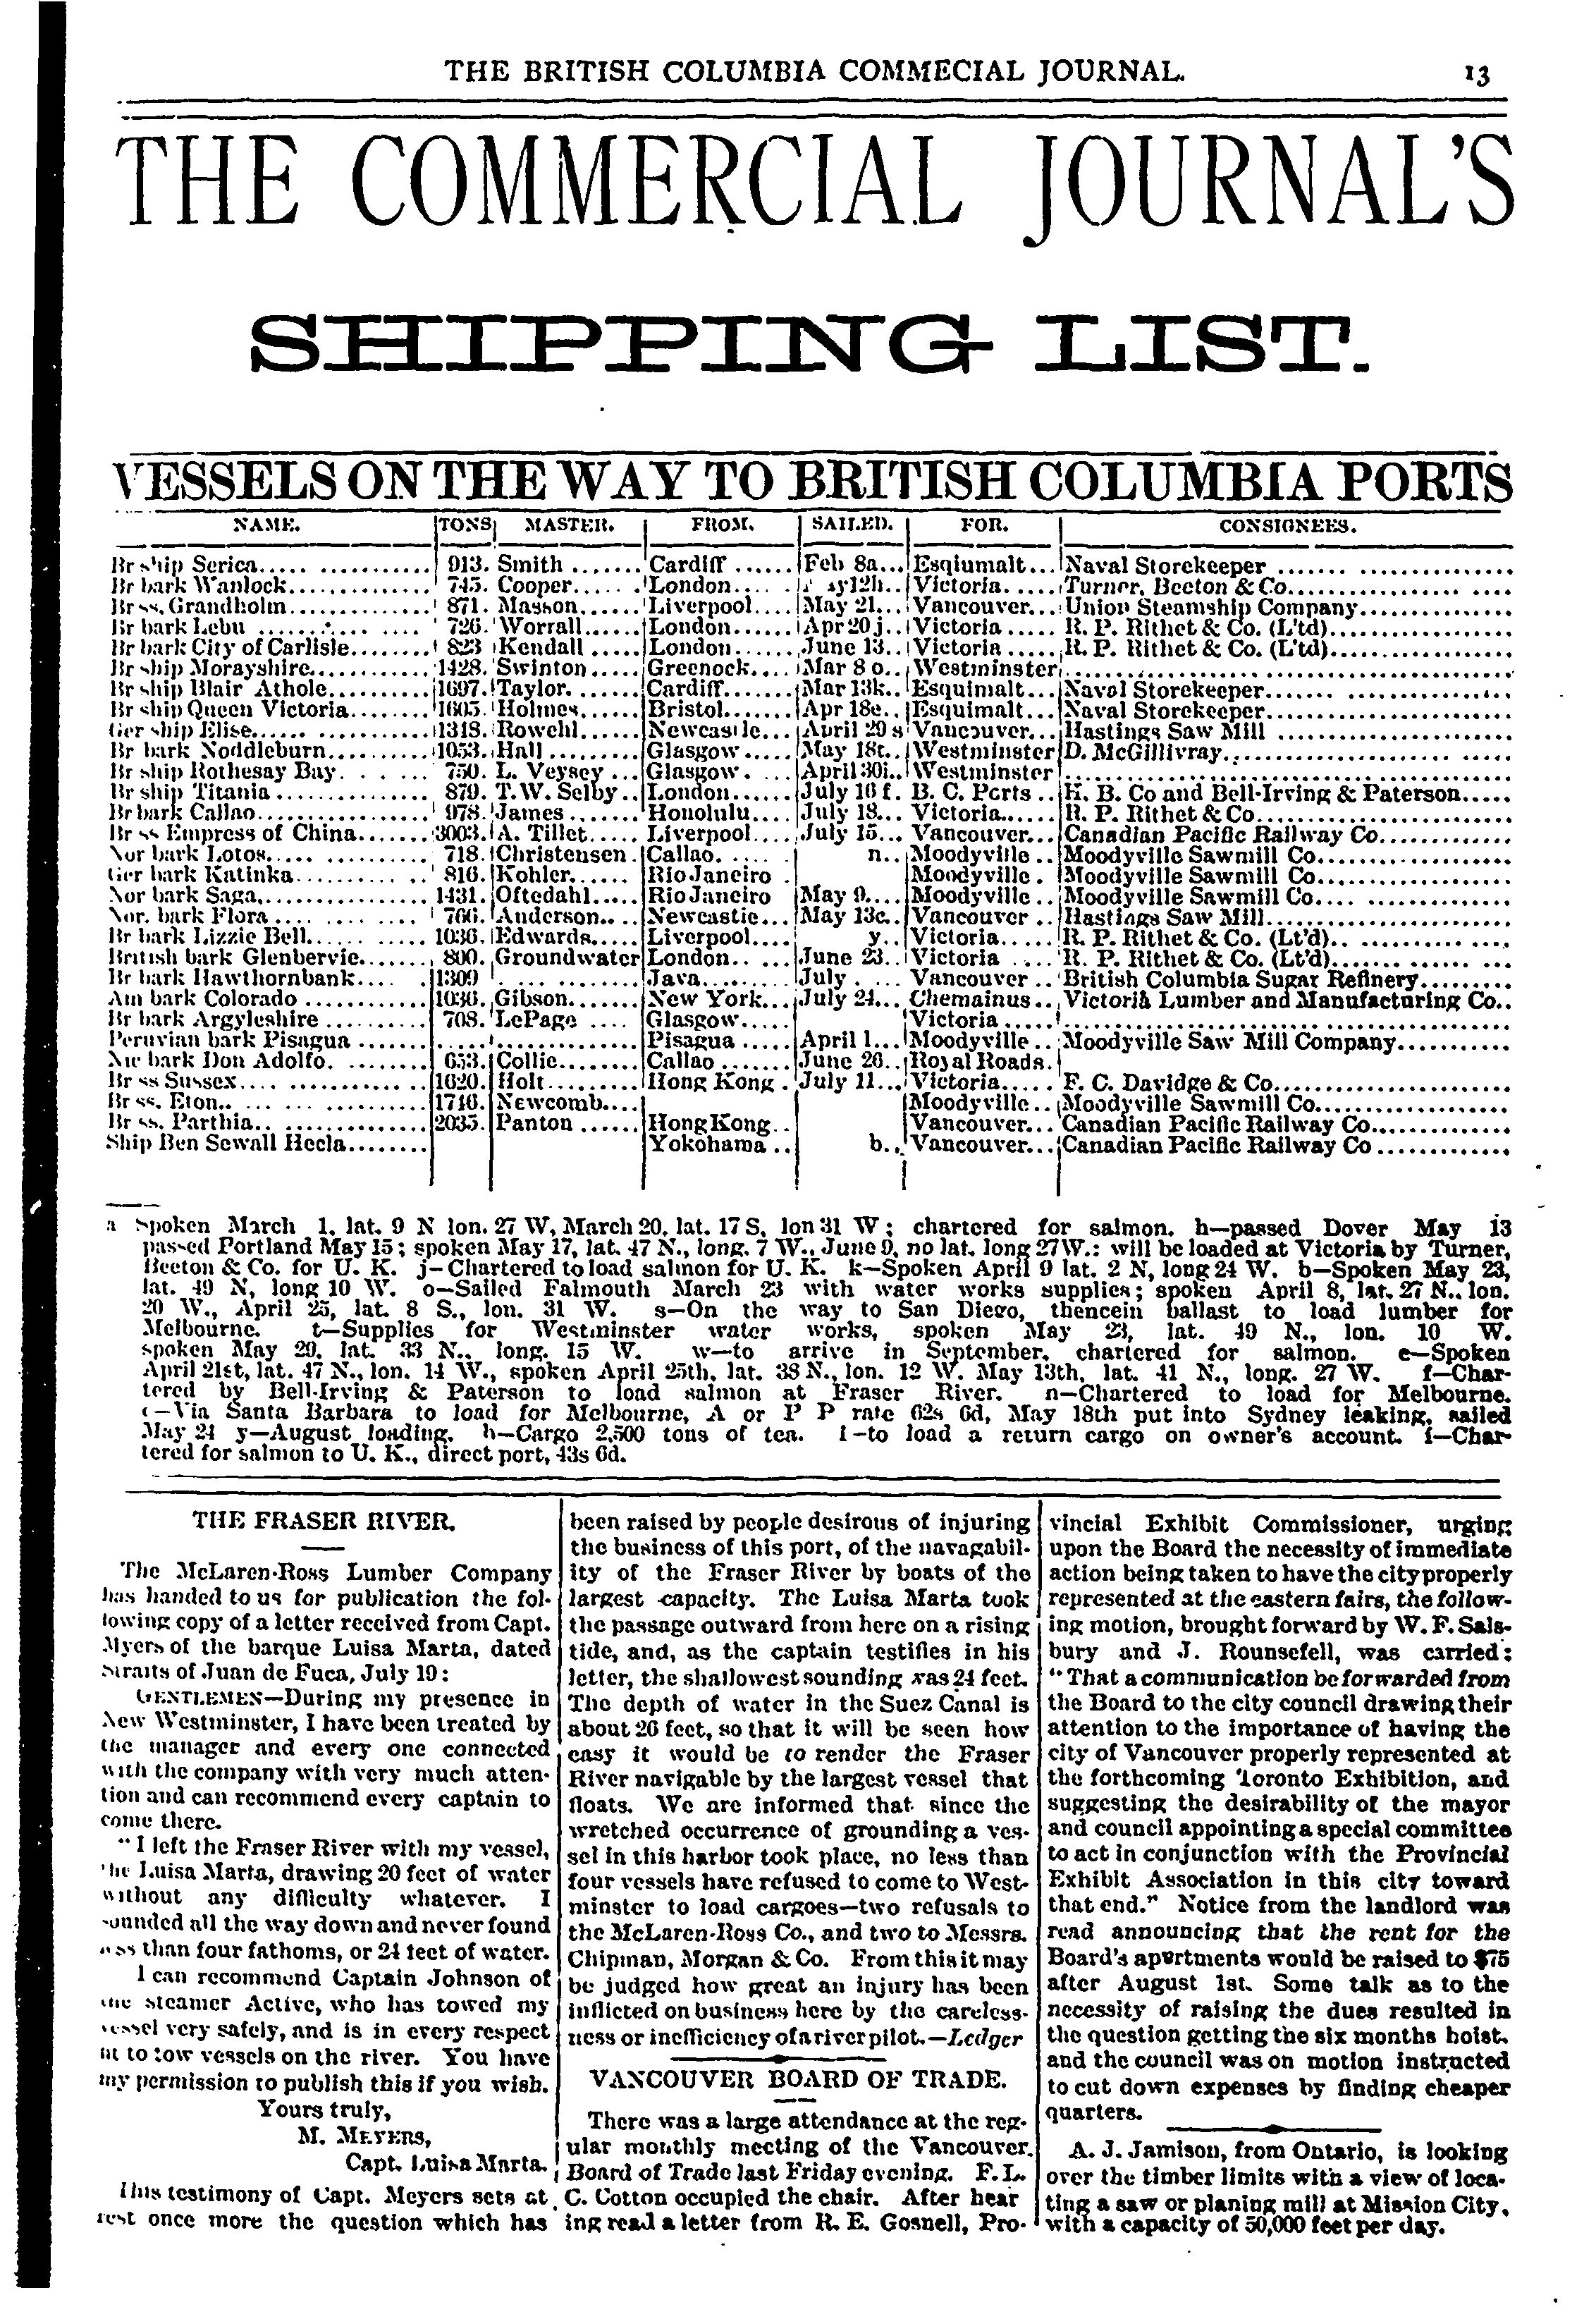 THE BRITISH COLUMBIA COMMECIAL JOURNAL. 13
THE COMMERCIAL JOURNAL'S
SHIPPING LIST.
VESSELS ON THE WAY TO BRITISH COLUMBIA PORTS
NAME. TONS MASTER. FROM. SAILED. FOR. CONSIGNEES.
Br ship Serica 913. Smith Cardiff Feb 8a Esquimalt Naval Storekeeper
Br bark Wanlock 745. Cooper London 12h Victoria Turner, Beeton & Co
Br ss. Grandholm 871. Masson Liverpool May 21 Vancouver Union Steamship Company
Br bark Lebu 726. Worrall London Apr 20 j Victoria R. P. Rithet & Co. (L'td)
Br bark City of Carlisle 823 Kendall London June 13 Victoria R. P. Rithet & Co. (L'td)
Br ship Morayshire 1428. Swinton Greenock Mar 8 o Westminster
Br ship Blair Athole 1697. Taylor Cardiff Mar 13k Esquimalt Naval Storekeeper
Br ship Queen Victoria 1605. Holmes Bristol Apr 18e Esquimalt Naval Storekeeper
Ger ship Elise 1318. Rowehl Newcastle April 29 s Vancouver Hastings Saw Mill
Br bark Noddleburn 1053. Hall Glasgow May 18t Westminster D. McGillivray
Br ship Rothesay Bay 750. L. Veysey Glasgow April 30i Westminster
Br ship Titania 879. T. W. Selby London July 16 f. B. C. Ports H. B. Co and Bell-Irving & Paterson
Br bark Callao 978. James Honolulu July 18 Victoria R. P. Rithet & Co
Br ss Empress of China 3003. A. Tillet Liverpool July 15 Vancouver Canadian Pacific Railway Co
Nor bark Lotos 718. Christensen Callao n Moodyville Moodyville Sawmill Co
Ger bark Katinka 816. Kohler Rio Janeiro Moodyville Moodyville Sawmill Co
Nor bark Saga 1431. Oftedahl Rio Janeiro May 9 Moodyville Moodyville Sawmill Co
Nor. bark Flora 766. Anderson Newcastle May 13c Vancouver Hastings Saw Mill
Br bark Lizzie Bell 1036. Edwards Liverpool y Victoria R. P. Rithet & Co. (Lt'd)
British bark Glenbervie 800. Groundwater London June 23 Victoria R. P. Rithet & Co. (Lt'd)
Br bark Hawthornbank 1309 Java July Vancouver British Columbia Sugar Refinery
Am bark Colorado 1036. Gibson New York July 24 Chemainus Victoria Lumber and Manufacturing Co
Br bark Argyleshire 708. LePage Glasgow Victoria
Peruvian bark Pisagua Pisagua April 1 Moodyville Moodyville Saw Mill Company
Nic bark Don Adolfo 653. Collie Callao June 26 Royal Roads.
Br ss Sussex 1620. Holt Hong Kong July 11 Victoria F. C. Davidge & Co
Br ss. Eton 1716. Newcomb Moodyville Moodyville Sawmill Co
Br ss. Parthia 2035. Panton Hong Kong Vancouver Canadian Pacific Railway Co
Ship Ben Sewall Hecla Yokohama b Vancouver Canadian Pacific Railway Co
a Spoken March 1, lat. 9 N lon. 27 W, March 20, lat. 17 S, lon 31 W; chartered for salmon. h—passed Dover May 13
passed Portland May 15; spoken May 17, lat. 47 N., long. 7 W., June 9, no lat. long 27 W.: will be loaded at Victoria by Turner,
Beeton & Co. for U. K. j—Chartered to load salmon for U. K. k—Spoken April 9 lat. 2 N, long 24 W. b—Spoken May 23,
lat. 49 N, long 10 W. o—Sailed Falmouth March 23 with water works supplies; spoken April 8, lat. 27 N., lon.
20 W., April 25, lat. 8 S., lon. 31 W. s—On the way to San Diego, thencein ballast to load lumber for
Melbourne. t—Supplies for Westminster water works, spoken May 23, lat. 49 N., lon. 10 W.
spoken May 29, lat. 33 N., long. 15 W. w—to arrive in September, chartered for salmon. e—Spoken
April 21st, lat. 47 N., lon. 14 W., spoken April 25th, lat. 38 N., lon. 12 W. May 13th, lat. 41 N., long. 27 W. f—Char-
tered by Bell-Irving & Paterson to load salmon at Fraser River. n—Chartered to load for Melbourne.
c—Via Santa Barbara to load for Melbourne, A or P P rate 62s 6d, May 18th put into Sydney leaking, sailed
May 24 y—August loading. h—Cargo 2,500 tons of tea. l—to load a return cargo on owner's account. i—Char-
tered for salmon to U. K., direct port, 43s 6d.
THE FRASER RIVER.
The McLaren-Ross Lumber Company
has handed to us for publication the fol-
lowing copy of a letter received from Capt.
Myers of the barque Luisa Marta, dated
Straits of Juan de Fuca, July 19:
GENTLEMEN—During my presence in
New Westminster, I have been treated by
the manager and every one connected
with the company with very much atten-
tion and can recommend every captain to
come there.
"I left the Fraser River with my vessel,
the Luisa Marta, drawing 20 feet of water
without any difficulty whatever. I
sounded all the way down and never found
less than four fathoms, or 24 feet of water.
I can recommend Captain Johnson of
the steamer Active, who has towed my
vessel very safely, and is in every respect
fit to tow vessels on the river. You have
my permission to publish this if you wish.
Yours truly,
M. MEYERS,
Capt. Luisa Marta.
This testimony of Capt. Meyers sets at
rest once more the question which has
been raised by people desirous of injuring
the business of this port, of the navagabil-
ity of the Fraser River by boats of the
largest capacity. The Luisa Marta took
the passage outward from here on a rising
tide, and, as the captain testifies in his
letter, the shallowest sounding was 24 feet.
The depth of water in the Suez Canal is
about 26 feet, so that it will be seen how
easy it would be to render the Fraser
River navigable by the largest vessel that
floats. We are informed that since the
wretched occurrence of grounding a ves-
sel in this harbor took place, no less than
four vessels have refused to come to West-
minster to load cargoes—two refusals to
the McLaren-Ross Co., and two to Messrs.
Chipman, Morgan & Co. From this it may
be judged how great an injury has been
inflicted on business here by the careless-
ness or inefficiency of a river pilot.—Ledger
VANCOUVER BOARD OF TRADE.
There was a large attendance at the reg-
ular monthly meeting of the Vancouver
Board of Trade last Friday evening. F. L.
C. Cotton occupied the chair. After hear
ing read a letter from R. E. Gosnell, Pro-
vincial Exhibit Commissioner, urging
upon the Board the necessity of immediate
action being taken to have the city properly
represented at the eastern fairs, the follow-
ing motion, brought forward by W. F. Sals-
bury and J. Rounsefell, was carried:
"That a communication be forwarded from
the Board to the city council drawing their
attention to the importance of having the
city of Vancouver properly represented at
the forthcoming Toronto Exhibition, and
suggesting the desirability of the mayor
and council appointing a special committee
to act in conjunction with the Provincial
Exhibit Association in this city toward
that end." Notice from the landlord was
read announcing that the rent for the
Board's apartments would be raised to $75
after August 1st. Some talk as to the
necessity of raising the dues resulted in
the question getting the six months hoist,
and the council was on motion instructed
to cut down expenses by finding cheaper
quarters.
A. J. Jamison, from Ontario, is looking
over the timber limits with a view of loca-
ting a saw or planing mill at Mission City,
with a capacity of 50,000 feet per day.